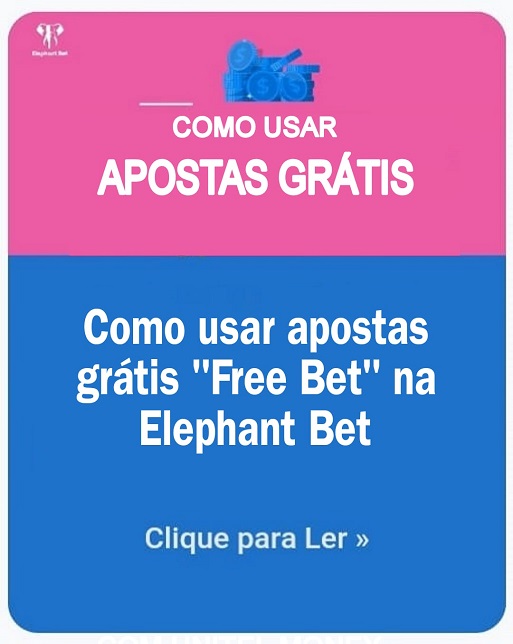 Elephant Bet
COMO USAR
APOSTAS GRÁTIS
Como usar apostas
grátis "Free Bet" na
Elephant Bet
Clique para Ler »